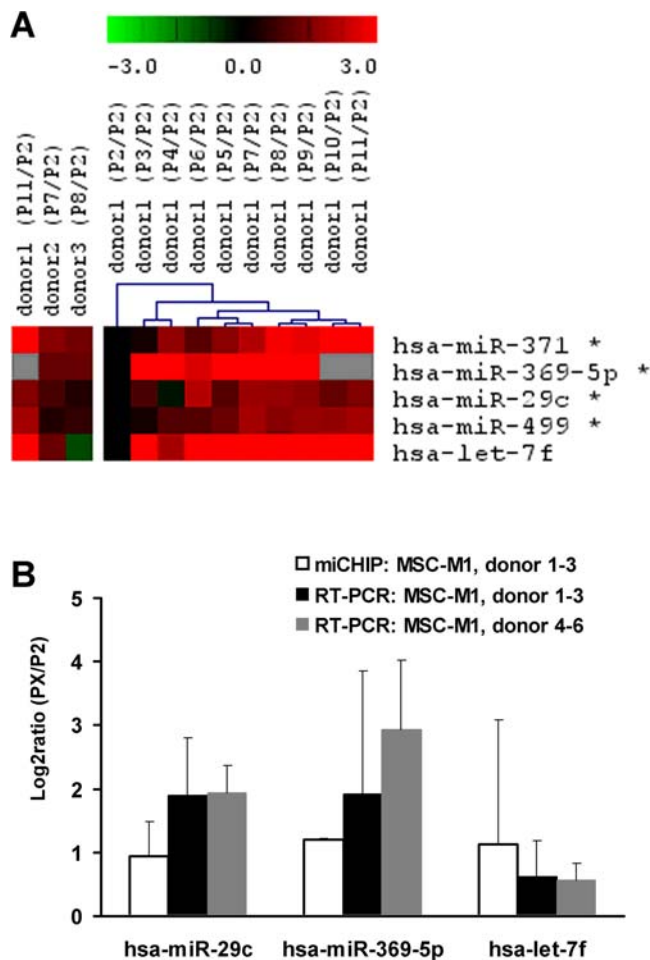 A
-3.0 0.0 3.0
donor1 (P11/P2)
donor2 (P7/P2)
donor3 (P8/P2)
donor1 (P2/P2)
donor1 (P3/P2)
donor1 (P4/P2)
donor1 (P6/P2)
donor1 (P5/P2)
donor1 (P7/P2)
donor1 (P8/P2)
donor1 (P9/P2)
donor1 (P10/P2)
donor1 (P11/P2)
hsa-miR-371 *
hsa-miR-369-5p *
hsa-miR-29c *
hsa-miR-499 *
hsa-let-7f
B
miCHIP: MSC-M1, donor 1-3
RT-PCR: MSC-M1, donor 1-3
RT-PCR: MSC-M1, donor 4-6
Log2ratio (PX/P2)
5
4
3
2
1
0
hsa-miR-29c hsa-miR-369-5p hsa-let-7f